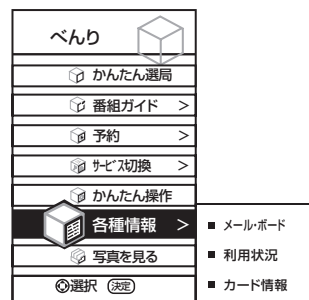 べんり
かんたん選局
番組ガイド >
予約 >
サービス切換 >
かんたん操作
各種情報 >
写真を見る
選択 決定
■ メール・ボード
■ 利用状況
■ カード情報